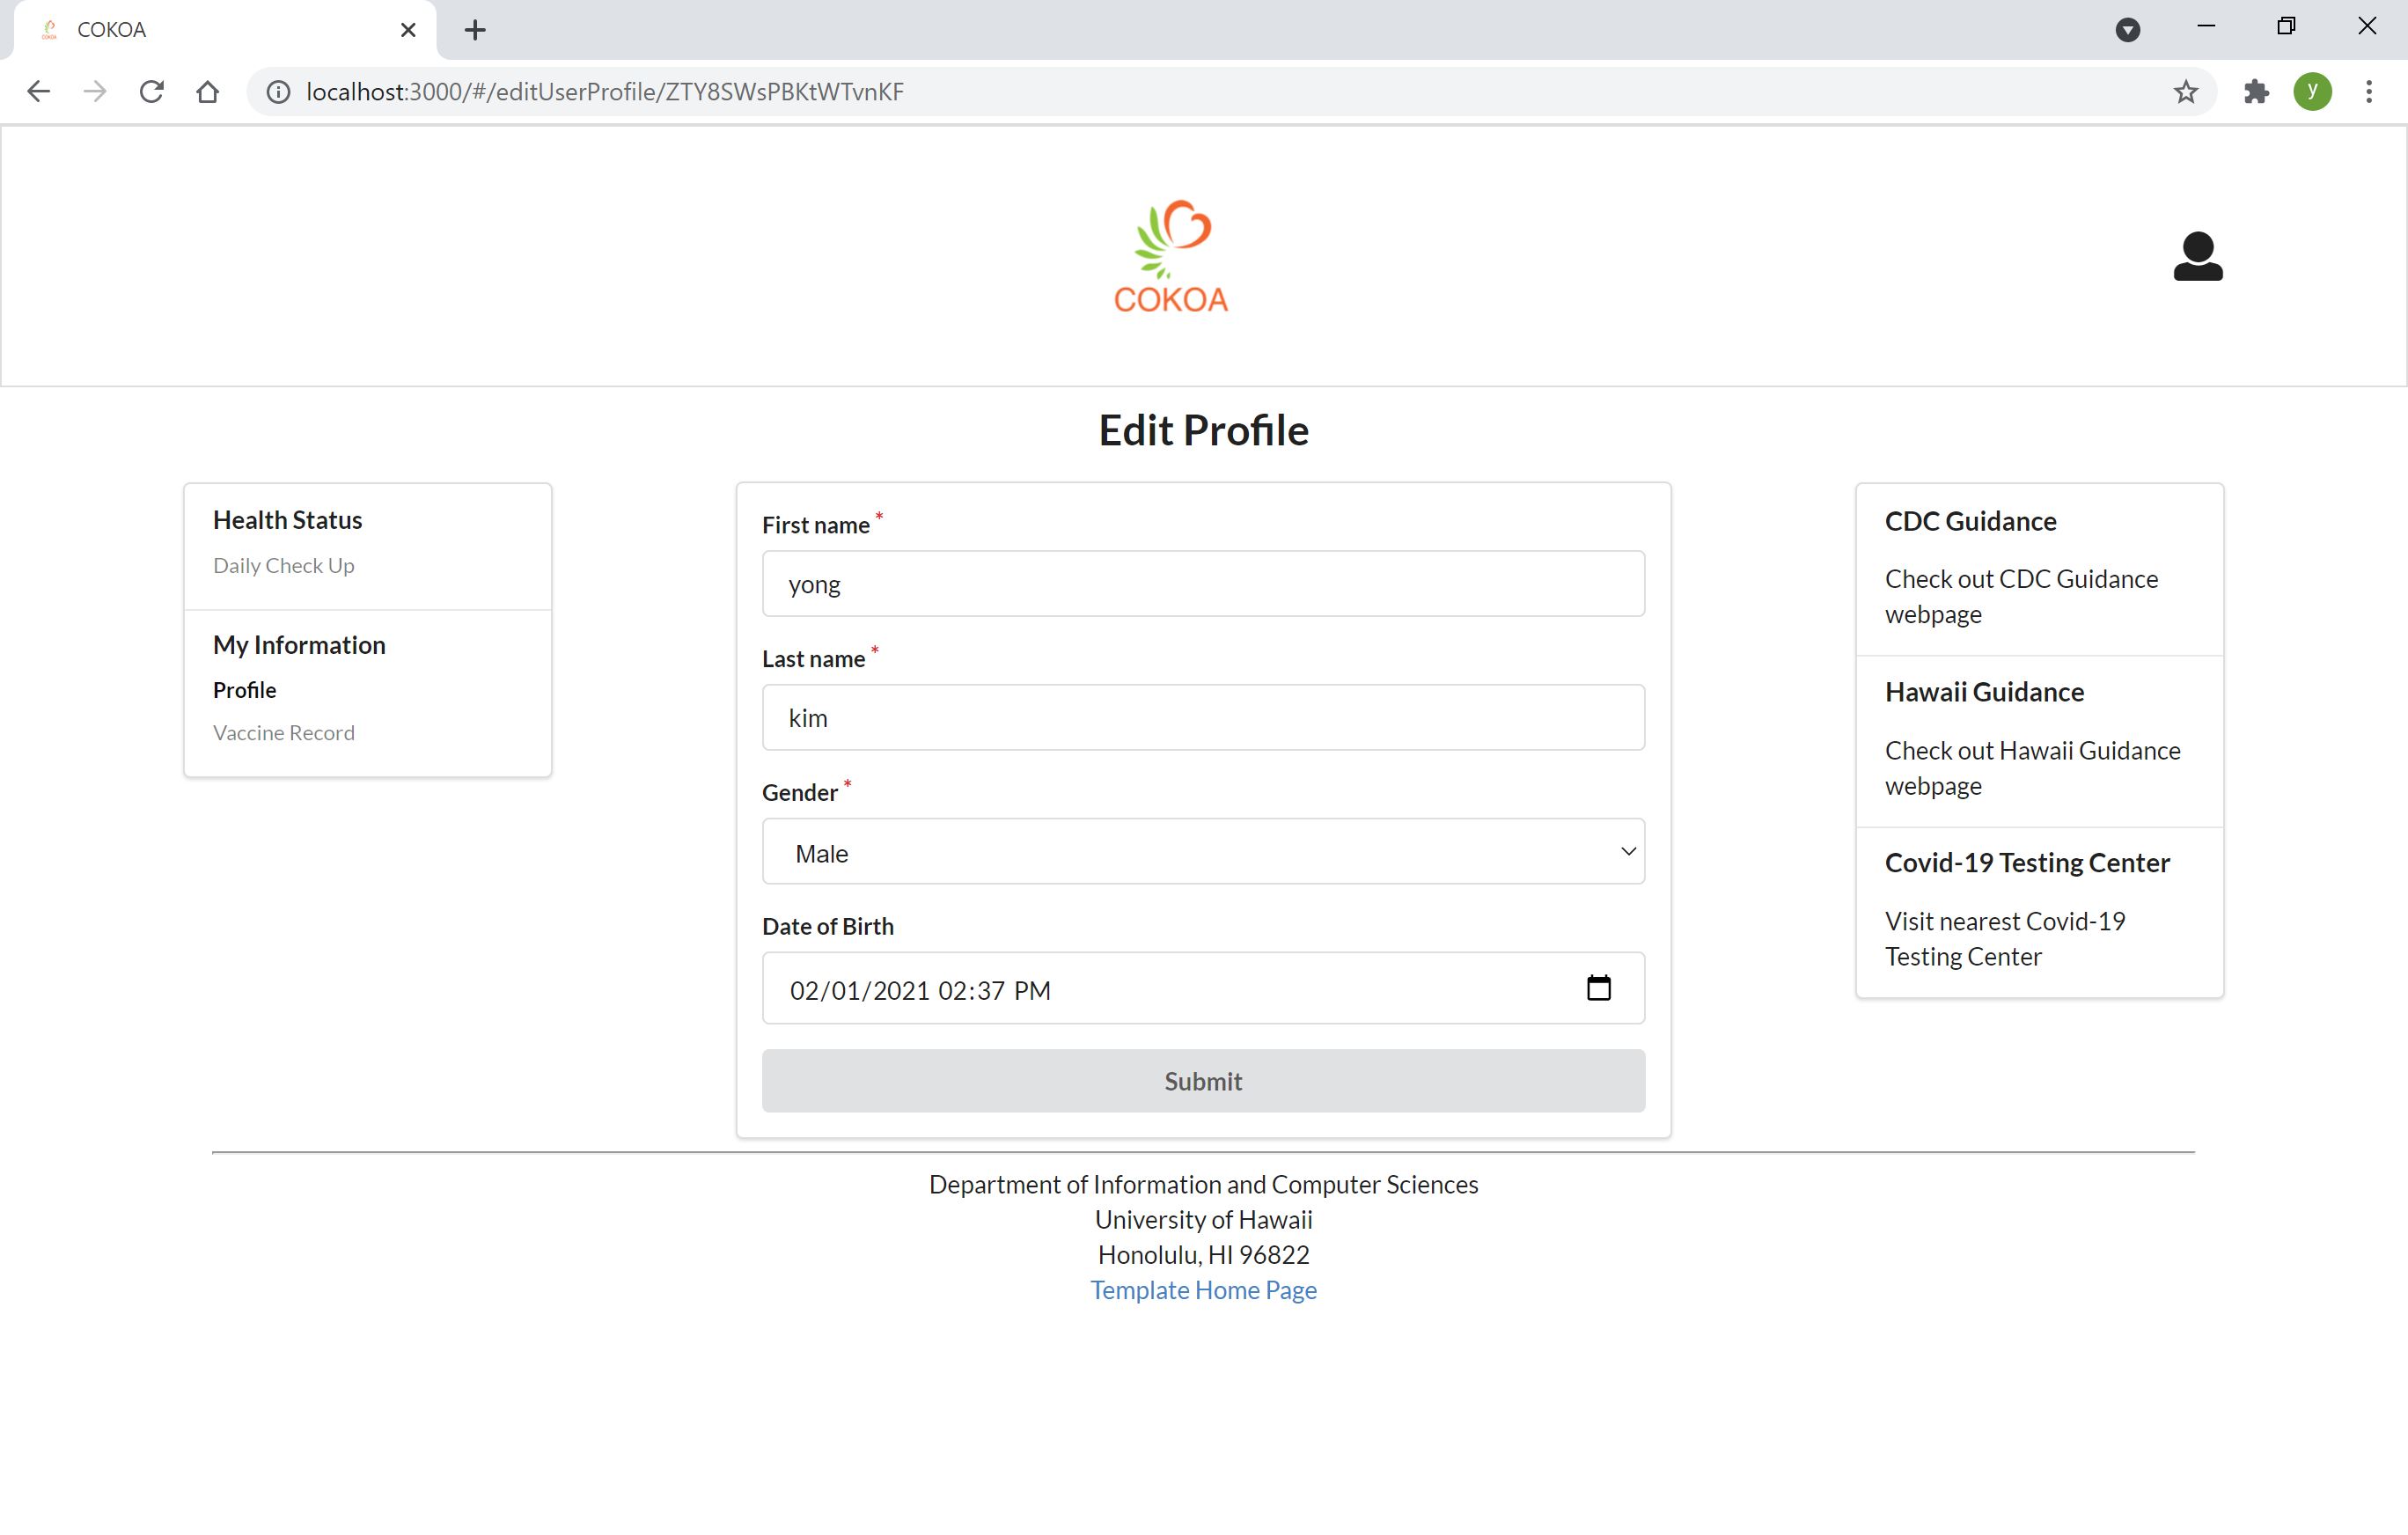 COKOA
localhost:3000/#/editUserProfile/ZTY8SWsPBKtWTvnKF
y
COKOA
Edit Profile
Health Status
Daily Check Up
My Information
Profile
Vaccine Record
First name *
yong
Last name *
kim
Gender *
Male
Date of Birth
02/01/2021 02:37 PM
Submit
CDC Guidance
Check out CDC Guidance
webpage
Hawaii Guidance
Check out Hawaii Guidance
webpage
Covid-19 Testing Center
Visit nearest Covid-19
Testing Center
Department of Information and Computer Sciences
University of Hawaii
Honolulu, HI 96822
Template Home Page